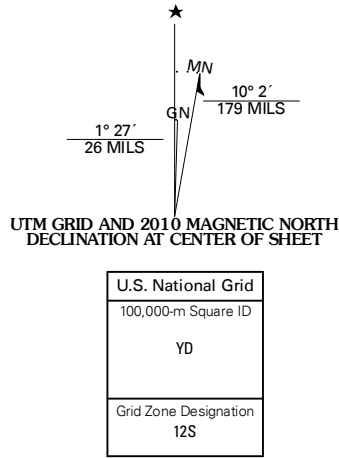 ★
MN
GN
10° 2´
179 MILS
1° 27´
26 MILS
UTM GRID AND 2010 MAGNETIC NORTH
DECLINATION AT CENTER OF SHEET
U.S. National Grid
100,000-m Square ID
YD
Grid Zone Designation
12S